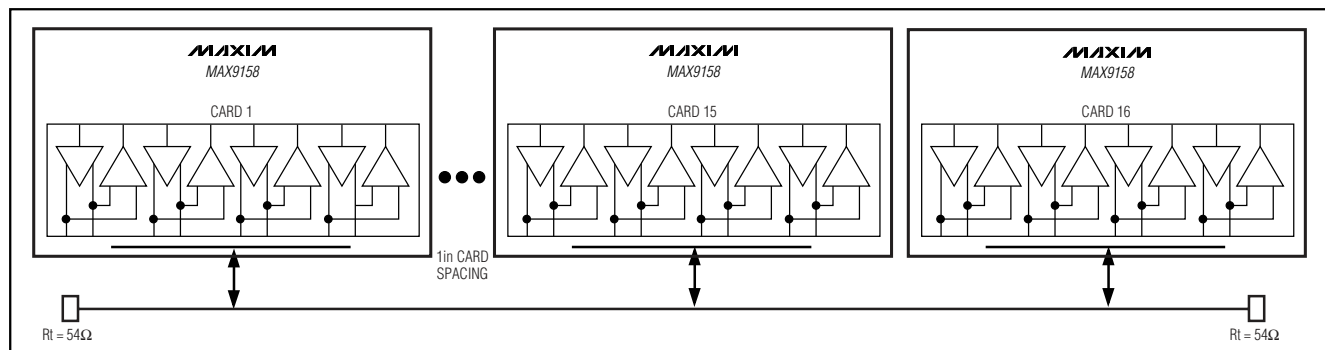 MAXIM
MAX9158
CARD 1
MAXIM
MAX9158
CARD 15
MAXIM
MAX9158
CARD 16
1in CARD
SPACING
Rt = 54Ω
Rt = 54Ω